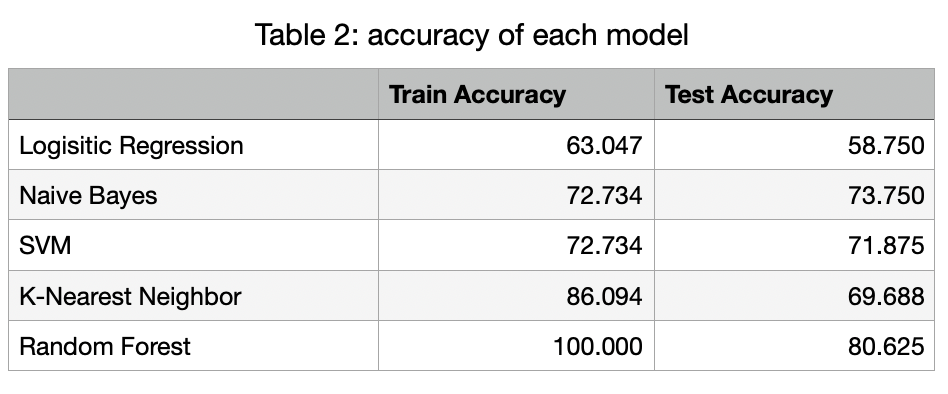 Table 2: accuracy of each model
Train Accuracy Test Accuracy
Logisitic Regression 63.047 58.750
Naive Bayes 72.734 73.750
SVM 72.734 71.875
K-Nearest Neighbor 86.094 69.688
Random Forest 100.000 80.625